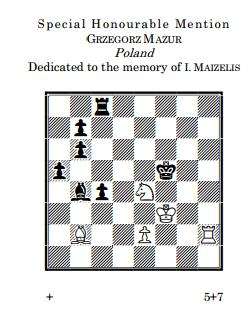 Special Honourable Mention
GRZEGORZ MAZUR
Poland
Dedicated to the memory of I. MAIZELIS
+ 5+7